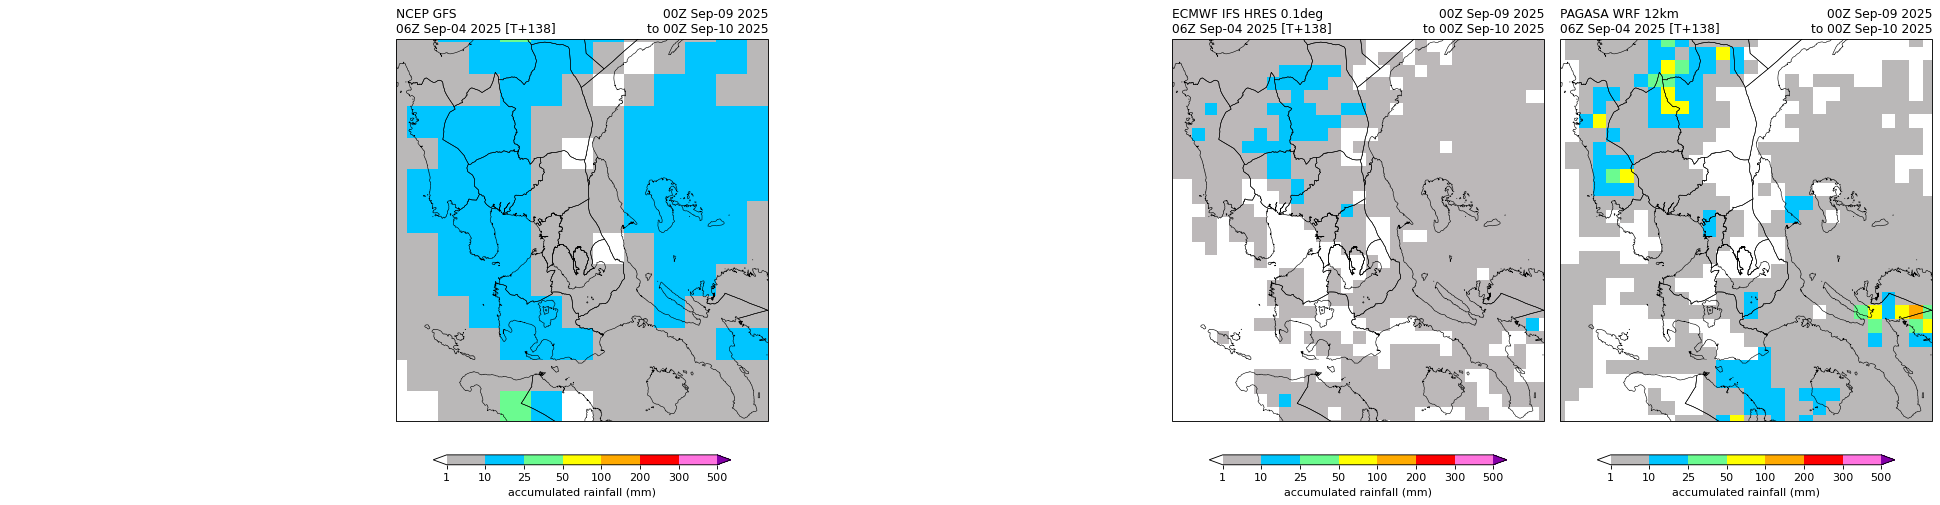 NCEP GFS 00Z Sep-09 2025
06Z Sep-04 2025 [T+138] to 00Z Sep-10 2025
1 10 25 50 100 200 300 500
accumulated rainfall (mm)
ECMWF IFS HRES 0.1deg 00Z Sep-09 2025
06Z Sep-04 2025 [T+138] to 00Z Sep-10 2025
1 10 25 50 100 200 300 500
accumulated rainfall (mm)
PAGASA WRF 12km 00Z Sep-09 2025
06Z Sep-04 2025 [T+138] to 00Z Sep-10 2025
1 10 25 50 100 200 300 500
accumulated rainfall (mm)